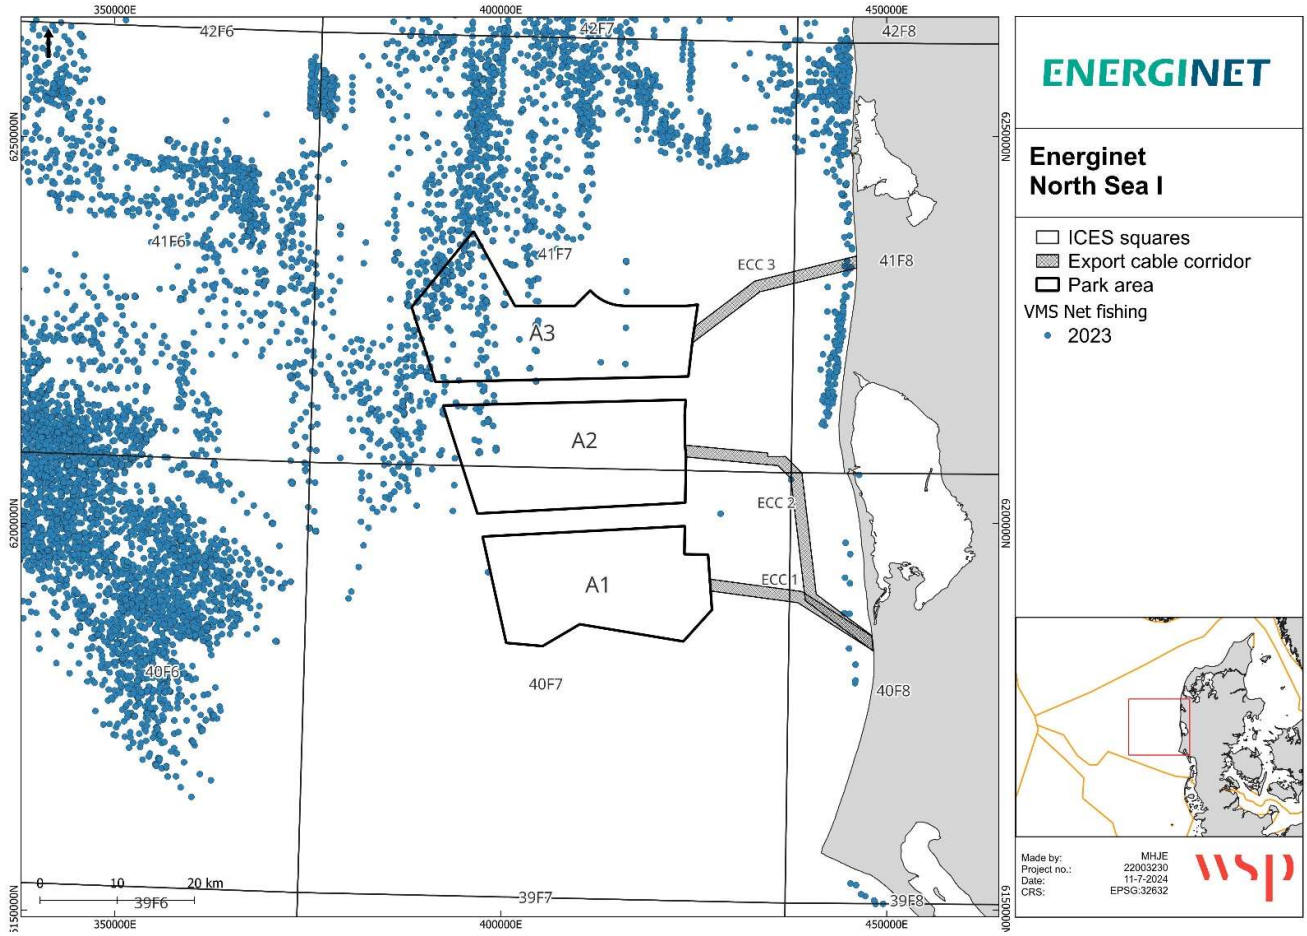 350000E
400000E
450000E
42F6
42F7
42F8
6250000N
6250000N
41F6
41F7
41F8
ECC 3
A3
A2
ECC 2
6200000N
6200000N
A1
ECC 1
40F6
40F7
40F8
0 10 20 km
39F6
39F7
39F8
6150000N
6150000N
350000E
400000E
450000E
ENERGINET
Energinet
North Sea I
ICES squares
Export cable corridor
Park area
VMS Net fishing
2023
Made by: MHJE
Project no.: 22003230
Date: 11-7-2024
CRS: EPSG:32632
wsp